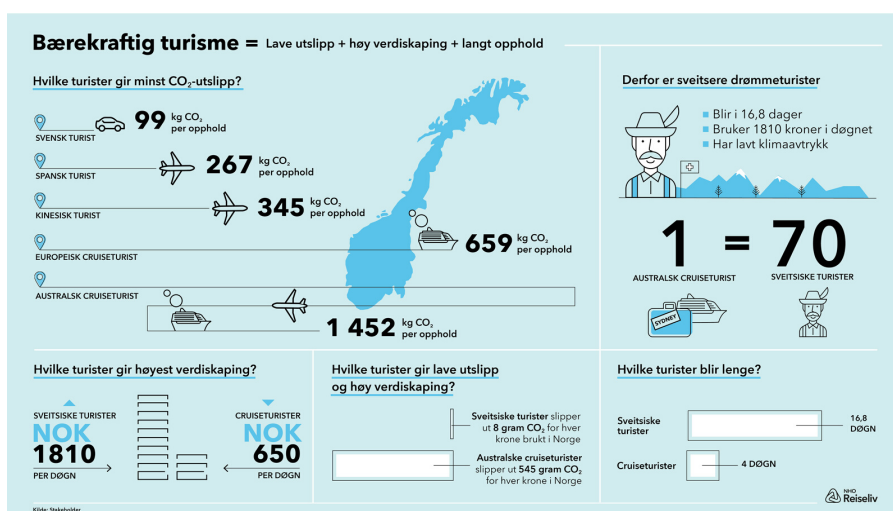 Bærekraftig turisme = Lave utslipp + høy verdiskaping + langt opphold
Hvilke turister gir minst CO₂-utslipp?
99 kg CO₂
per opphold
SVENSK TURIST
267 kg CO₂
per opphold
SPANSK TURIST
345 kg CO₂
per opphold
KINESISK TURIST
659 kg CO₂
per opphold
EUROPEISK CRUISETURIST
AUSTRALSK CRUISETURIST
1 452 kg CO₂
per opphold
Derfor er sveitsere drømmeturister
Blir i 16,8 dager
Bruker 1810 kroner i døgnet
Har lavt klimaavtrykk
1 = 70
AUSTRALSK CRUISETURIST
SVEITSISKE TURISTER
SYDNEY
Hvilke turister gir høyest verdiskaping?
SVEITSISKE TURISTER
NOK
1810
PER DØGN
CRUISETURISTER
NOK
650
PER DØGN
Hvilke turister gir lave utslipp
og høy verdiskaping?
Sveitsiske turister slipper
ut 8 gram CO₂ for hver
krone brukt i Norge
Australske cruiseturister
slipper ut 545 gram CO₂
for hver krone i Norge
Hvilke turister blir lenge?
Sveitsiske
turister
16,8
DØGN
Cruiseturister
4 DØGN
NHO
Reiseliv
Kilde: Stakeholder